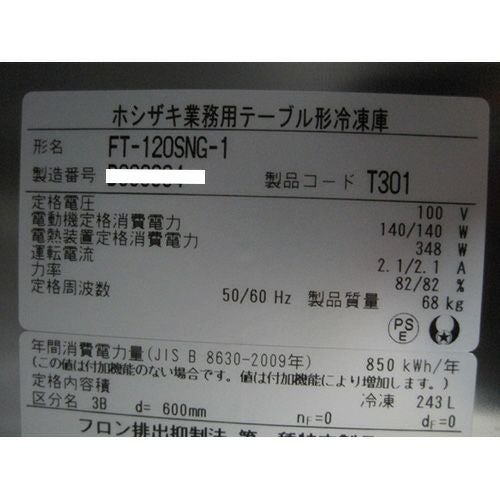 ホシザキ業務用テーブル形冷凍庫
形名 FT-120SNG-1
製造番号 製品コード T301
定格電圧 100 V
電動機定格消費電力 140/140 W
電熱装置定格消費電力 348 W
運転電流 2.1/2.1 A
力率 82/82 %
定格周波数 50/60 Hz 製品質量 68 kg
PS
E
年間消費電力量(JIS B 8630-2009年) 850 kWh/年
(この値は付加機能のない場合です。値は付加機能により増加します。)
定格内容積 冷凍 243 L
区分名 3B d= 600mm nF=0 dF=0
フロン排出抑制法 第一種特定製品